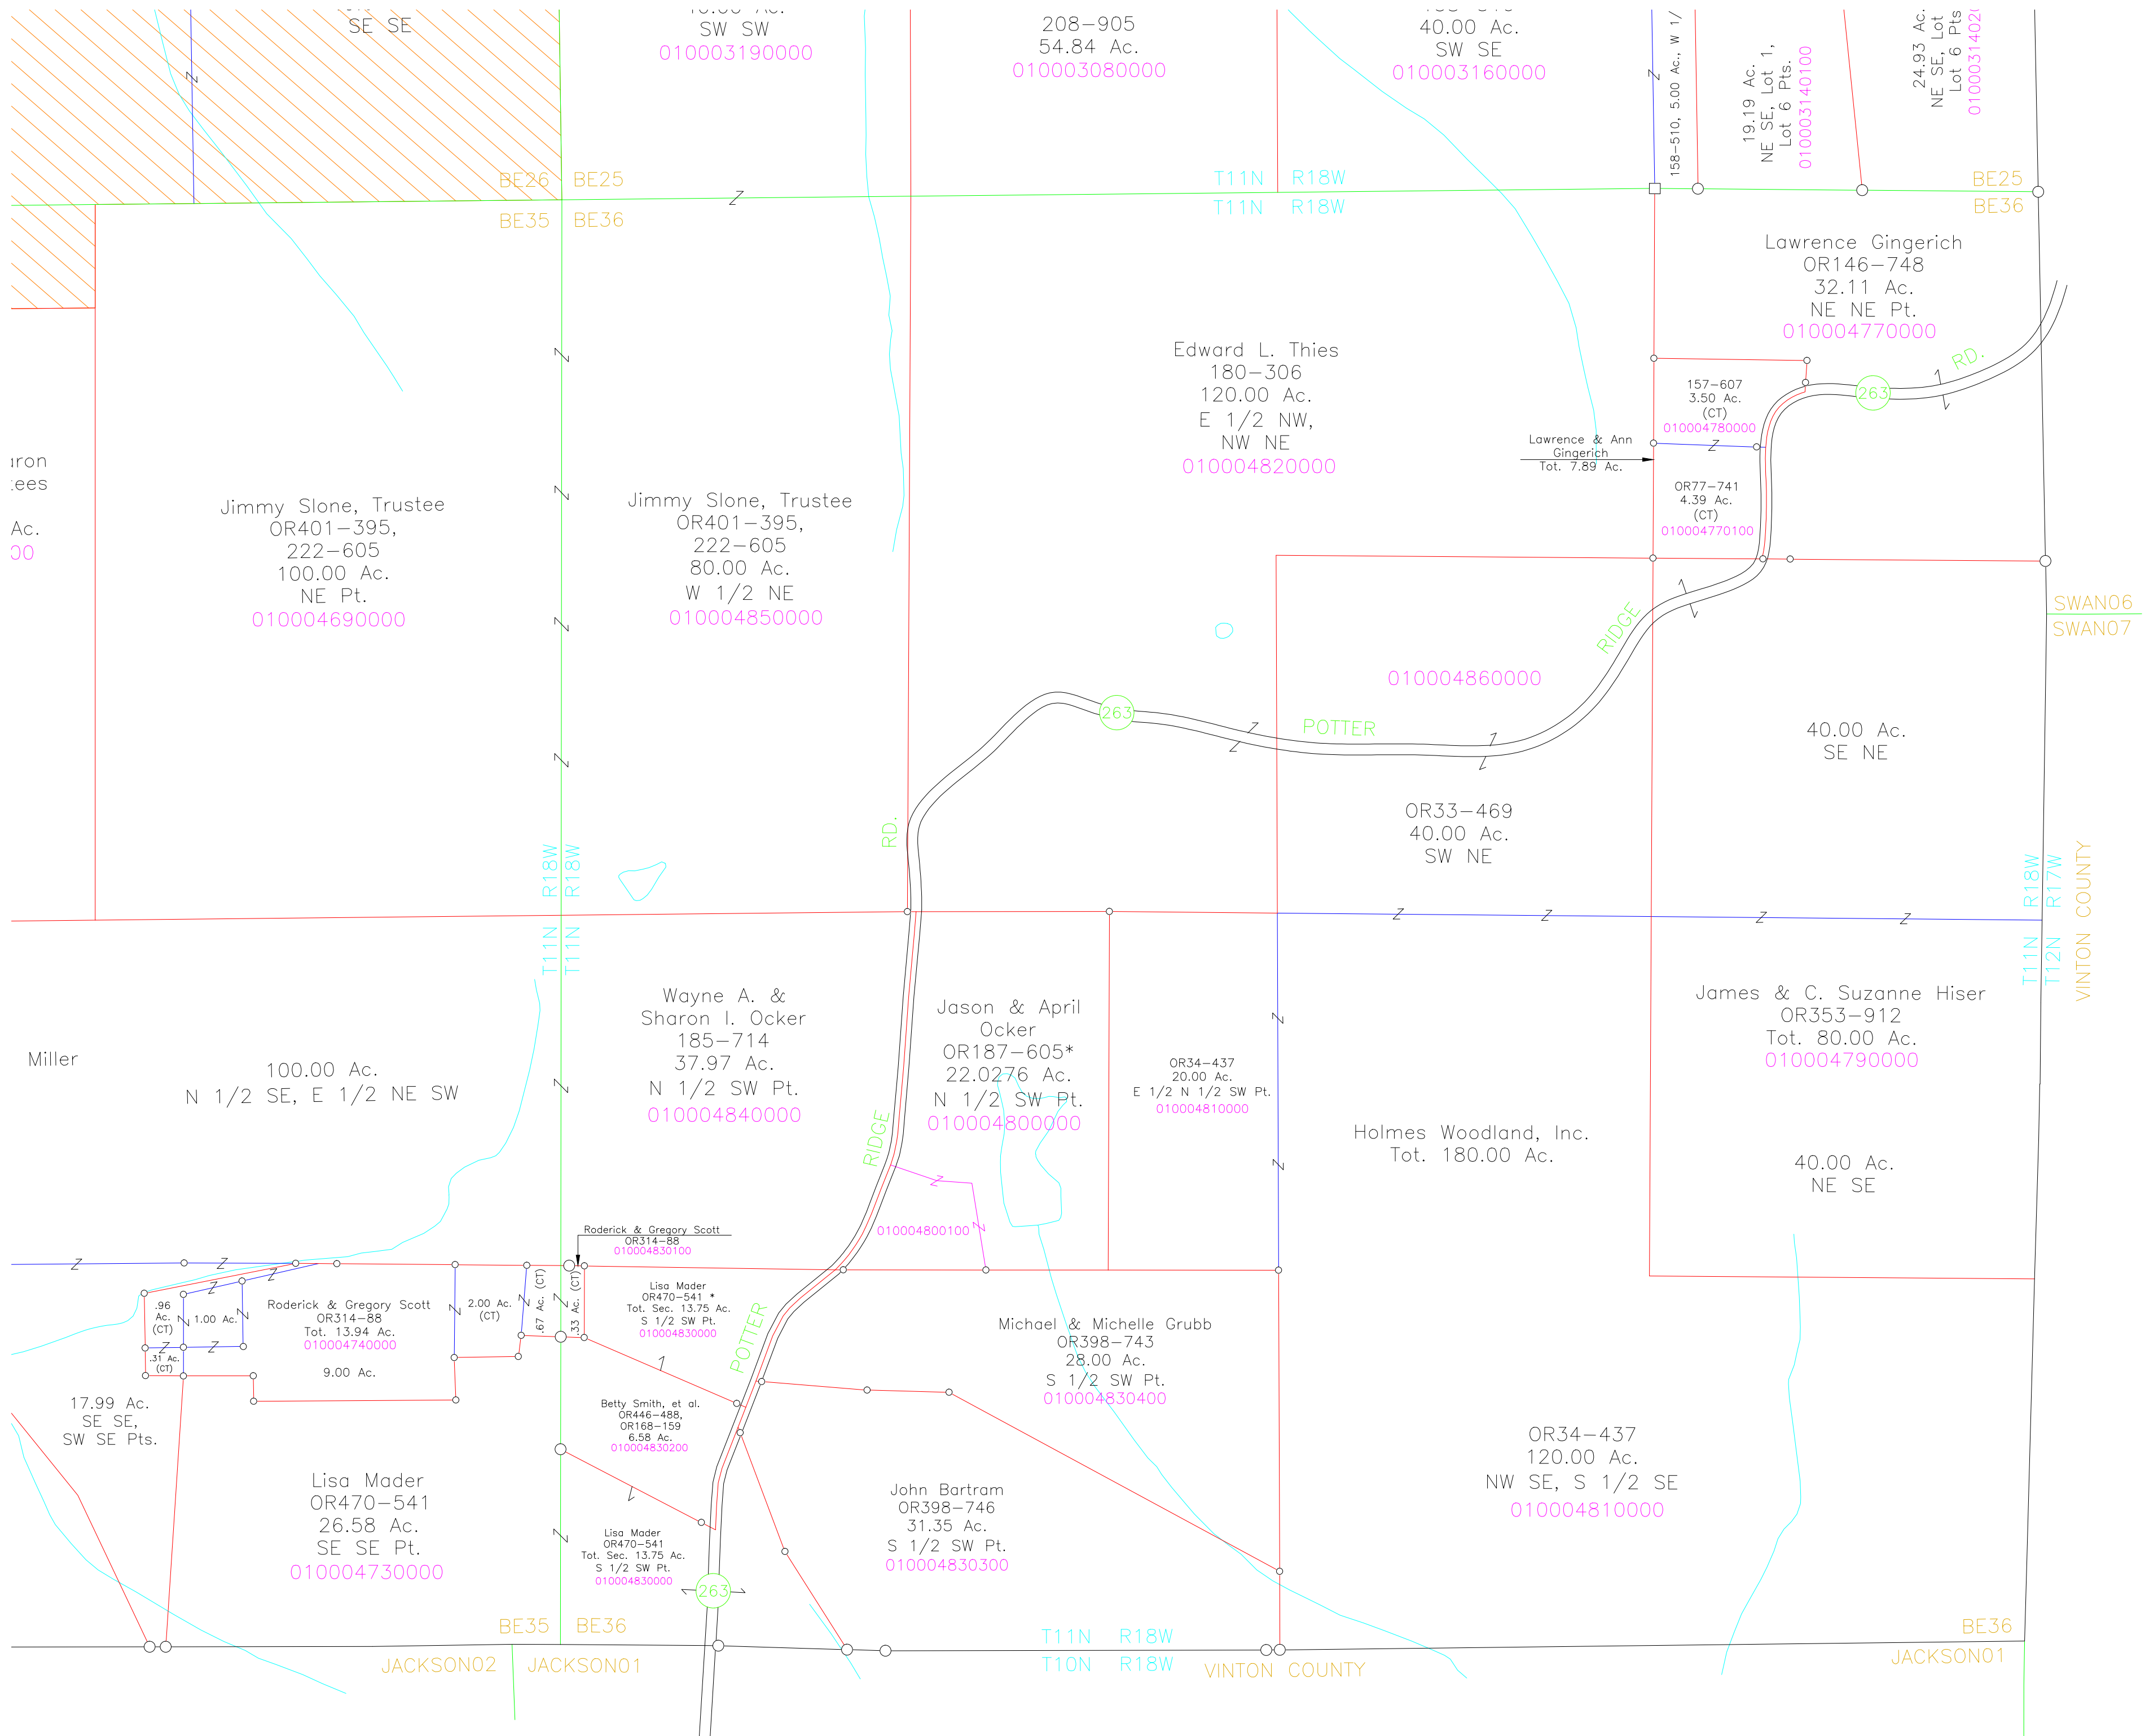 SE SE
SW SW
010003190000
208-905
54.84 Ac.
010003080000
40.00 Ac.
SW SE
010003160000
158-510, 5.00 Ac., W 1/
19.19 Ac.
NE SE, Lot 1,
Lot 6 Pts.
010003140100
24.93 Ac.
NE SE, Lot
Lot 6 Pts
BE26 BE25
T11N R18W
BE25
BE35 BE36
T11N R18W
BE36
Lawrence Gingerich
OR146-748
32.11 Ac.
NE NE Pt.
010004770000
RD.
263
157-607
3.50 Ac.
(CT)
010004780000
Lawrence & Ann
Gingerich
Tot. 7.89 Ac.
OR77-741
4.39 Ac.
(CT)
010004770100
Edward L. Thies
180-306
120.00 Ac.
E 1/2 NW,
NW NE
010004820000
Ac.
Jimmy Slone, Trustee
OR401-395,
222-605
100.00 Ac.
NE Pt.
010004690000
Jimmy Slone, Trustee
OR401-395,
222-605
80.00 Ac.
W 1/2 NE
010004850000
SWAN06
SWAN07
RIDGE
010004860000
263
POTTER
40.00 Ac.
SE NE
OR33-469
40.00 Ac.
SW NE
RD.
T11N R18W
T11N R18W
T11N R18W
T12N R17W
VINTON COUNTY
Miller
100.00 Ac.
N 1/2 SE, E 1/2 NE SW
Wayne A. &
Sharon I. Ocker
185-714
37.97 Ac.
N 1/2 SW Pt.
010004840000
Jason & April
Ocker
OR187-605*
22.0276 Ac.
N 1/2 SW Pt.
010004800000
OR34-437
20.00 Ac.
E 1/2 N 1/2 SW Pt.
010004810000
James & C. Suzanne Hiser
OR353-912
Tot. 80.00 Ac.
010004790000
Holmes Woodland, Inc.
Tot. 180.00 Ac.
40.00 Ac.
NE SE
RIDGE
010004800100
Roderick & Gregory Scott
OR314-88
010004830100
.96
Ac.
(CT)
1.00 Ac.
.31 Ac.
(CT)
Roderick & Gregory Scott
OR314-88
Tot. 13.94 Ac.
010004740000
9.00 Ac.
2.00 Ac.
(CT)
.67 Ac. (CT)
.33 Ac. (CT)
Lisa Mader
OR470-541 *
Tot. Sec. 13.75 Ac.
S 1/2 SW Pt.
010004830000
POTTER
Michael & Michelle Grubb
OR398-743
28.00 Ac.
S 1/2 SW Pt.
010004830400
17.99 Ac.
SE SE,
SW SE Pts.
Betty Smith, et al.
OR446-488,
OR168-159
6.58 Ac.
010004830200
Lisa Mader
OR470-541
26.58 Ac.
SE SE Pt.
010004730000
John Bartram
OR398-746
31.35 Ac.
S 1/2 SW Pt.
010004830300
OR34-437
120.00 Ac.
NW SE, S 1/2 SE
010004810000
Lisa Mader
OR470-541
Tot. Sec. 13.75 Ac.
S 1/2 SW Pt.
010004830000
263
BE35 BE36
T11N R18W
BE36
JACKSON02 JACKSON01
T10N R18W
VINTON COUNTY
JACKSON01